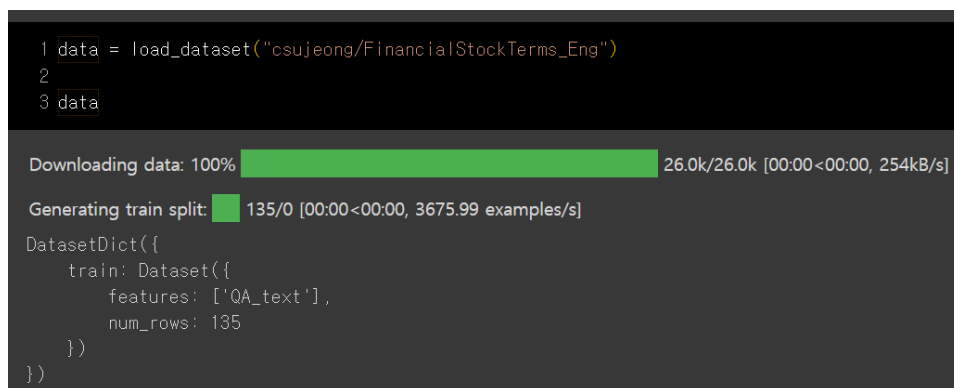 1 data = load_dataset("csujeong/FinancialStockTerms_Eng")
2
3 data
Downloading data: 100% 26.0k/26.0k [00:00<00:00, 254kB/s]
Generating train split: 135/0 [00:00<00:00, 3675.99 examples/s]
DatasetDict({
    train: Dataset({
        features: ['QA_text'],
        num_rows: 135
    })
})